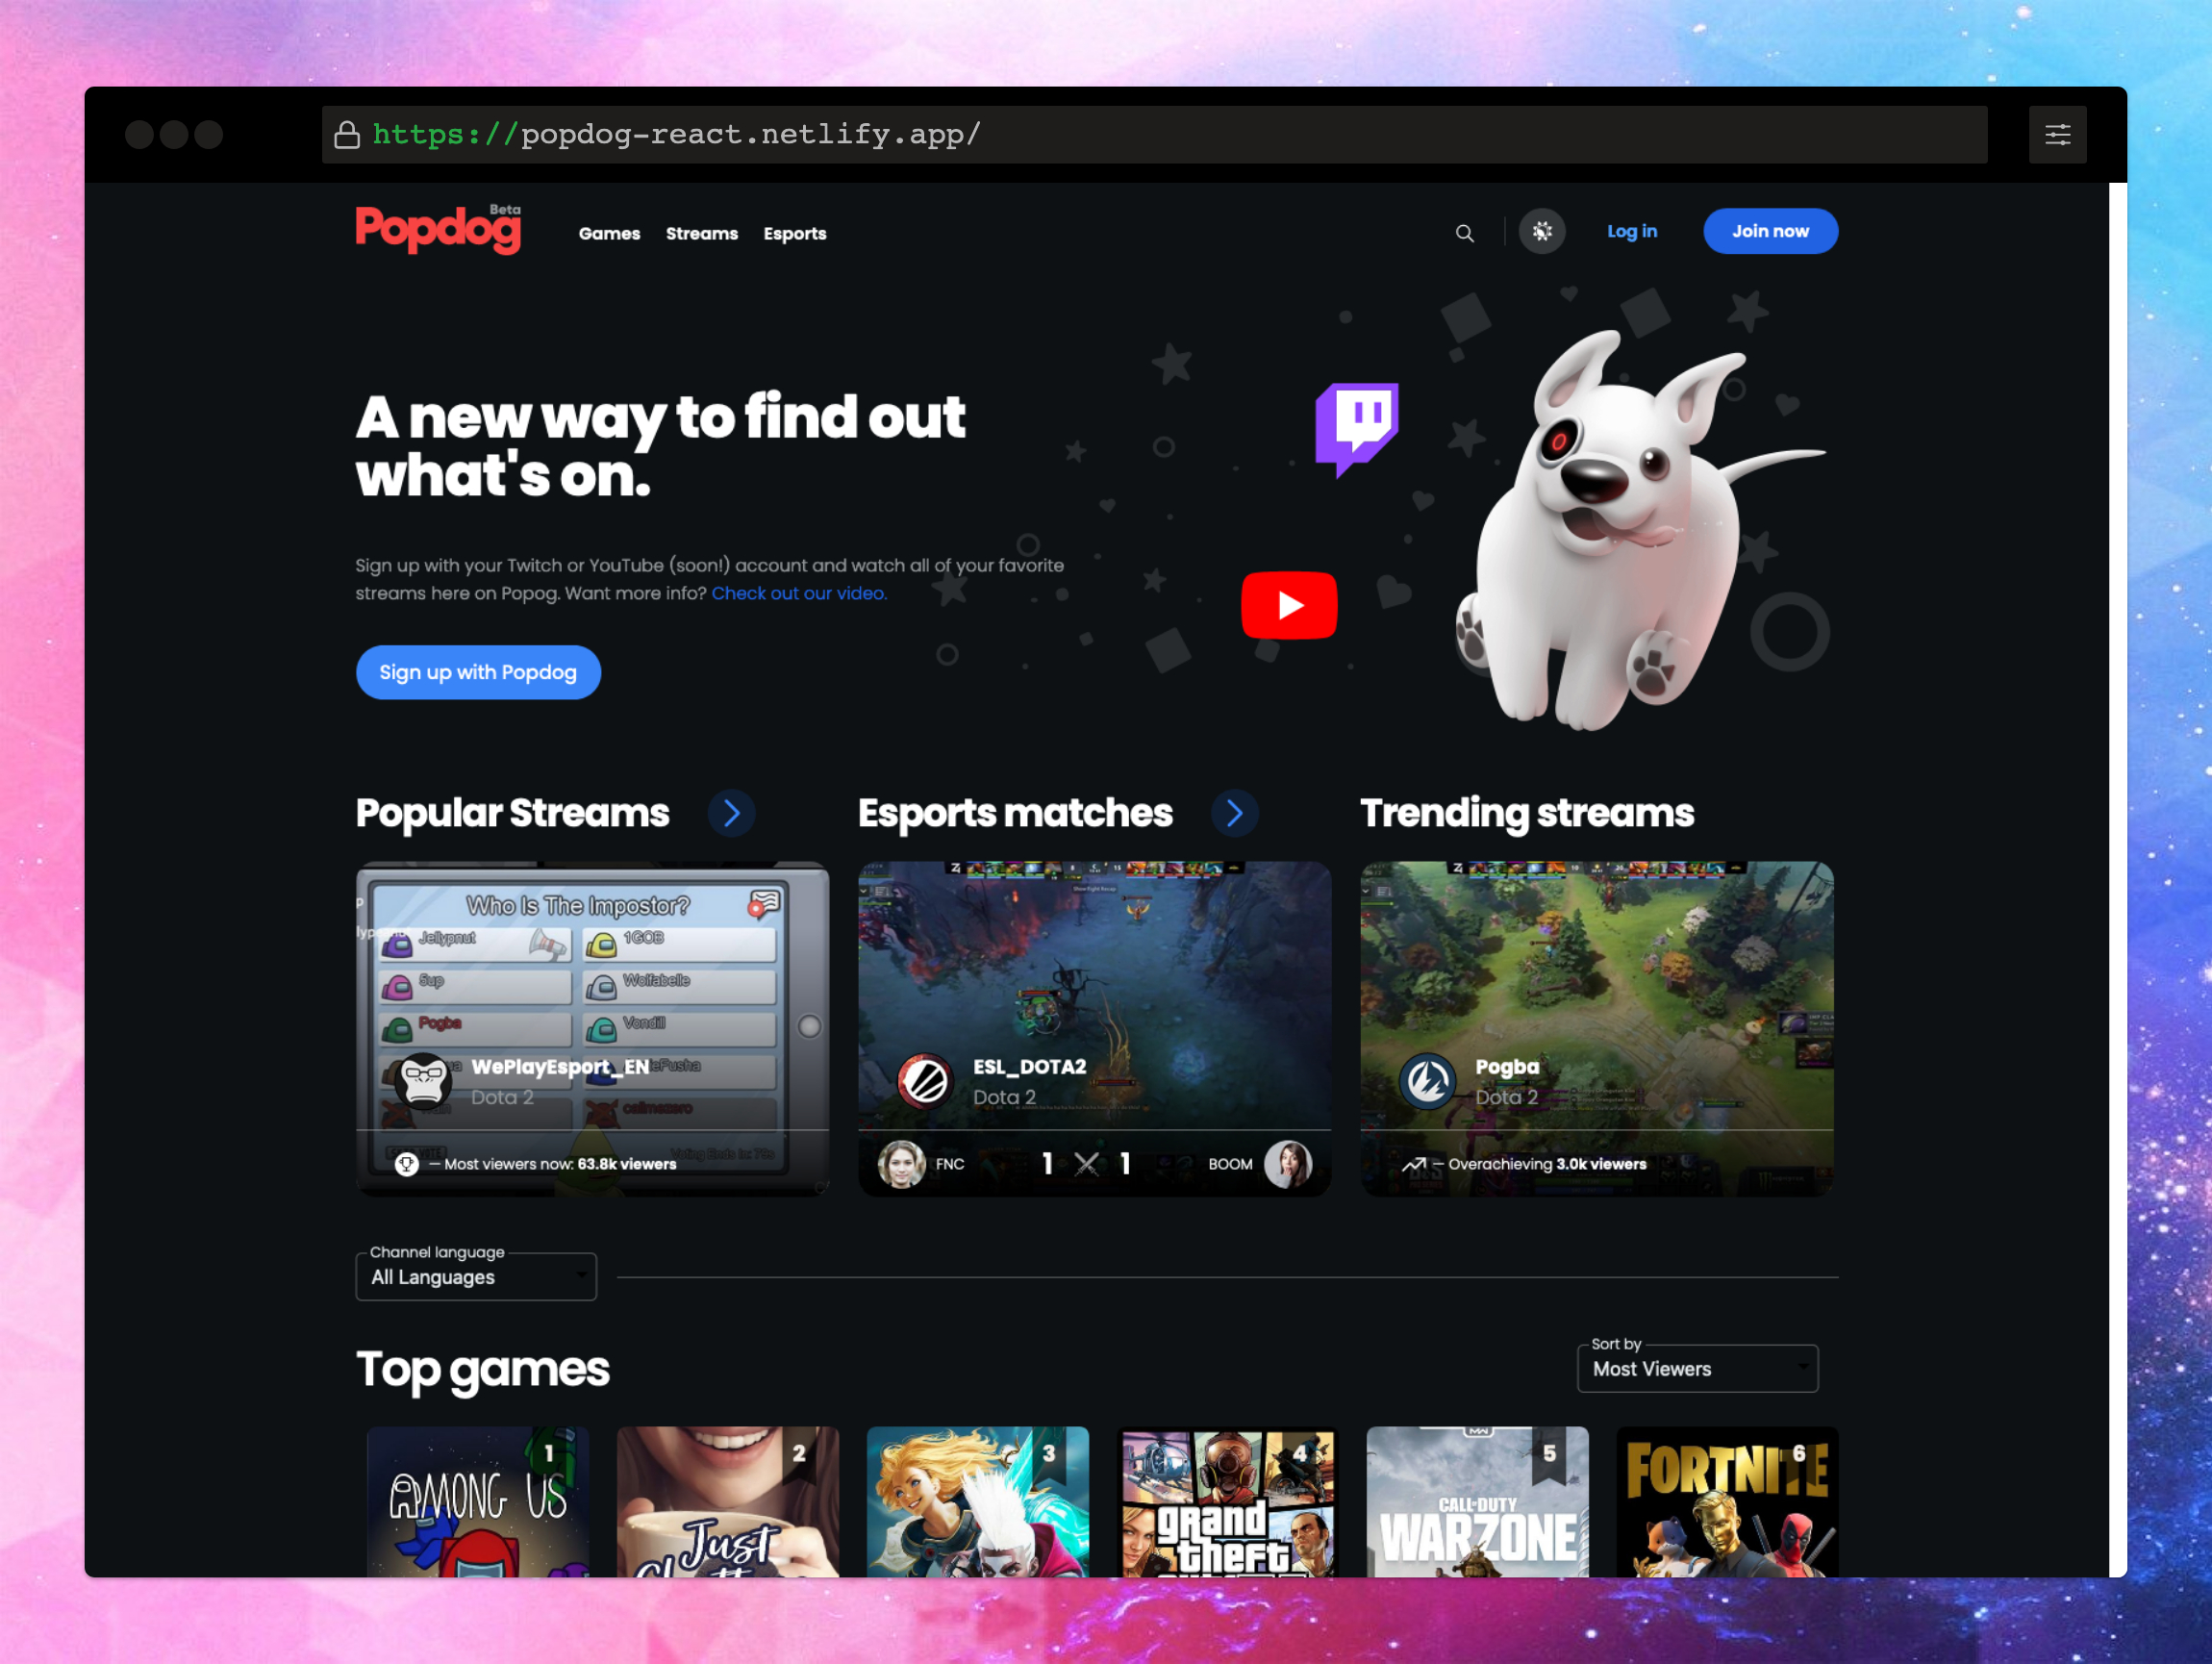 https://popdog-react.netlify.app/
Popdog
Beta
Games
Streams
Esports
Log in
Join now
A new way to find out
what's on.
Sign up with your Twitch or YouTube (soon!) account and watch all of your favorite
streams here on Popog. Want more info? Check out our video.
Sign up with Popdog
Popular Streams
Esports matches
Trending streams
Who Is The Impostor?
Jellypnut
1GOB
5up
Wolfabelle
Pogba
Vondill
WePlayEsport_EN
Dota 2
callmezero
— Most viewers now: 63.8k viewers
ESL_DOTA2
Dota 2
FNC
1
1
BOOM
Pogba
Dota 2
— Overachieving 3.0k viewers
Channel language
All Languages
Top games
Sort by
Most Viewers
1
AMONG US
2
Just
3
4
grand
theft
5
CALL OF DUTY
WARZONE
6
FORTNITE